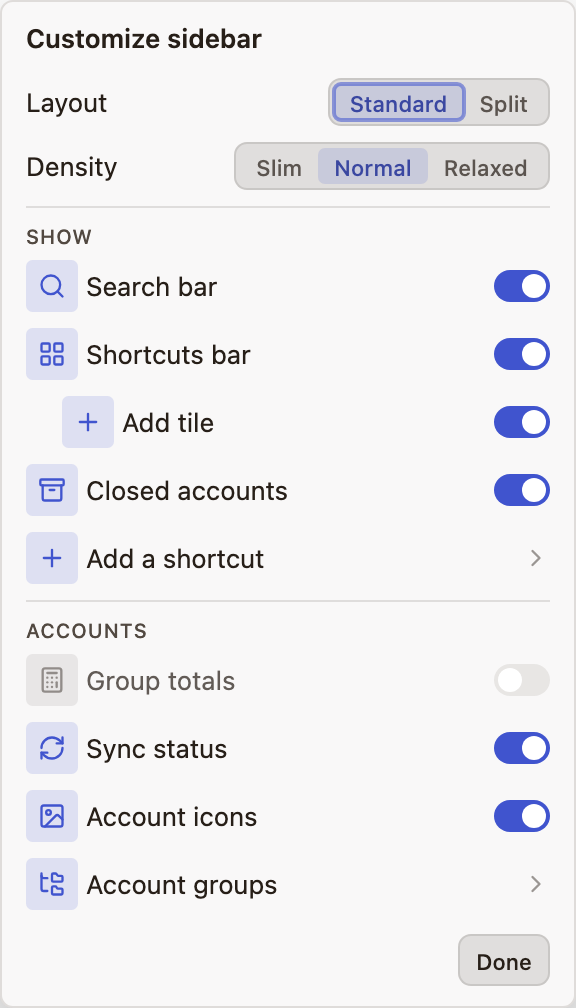 Customize sidebar
Layout Standard Split
Density Slim Normal Relaxed
SHOW
Search bar
Shortcuts bar
Add tile
Closed accounts
Add a shortcut
ACCOUNTS
Group totals
Sync status
Account icons
Account groups
Done